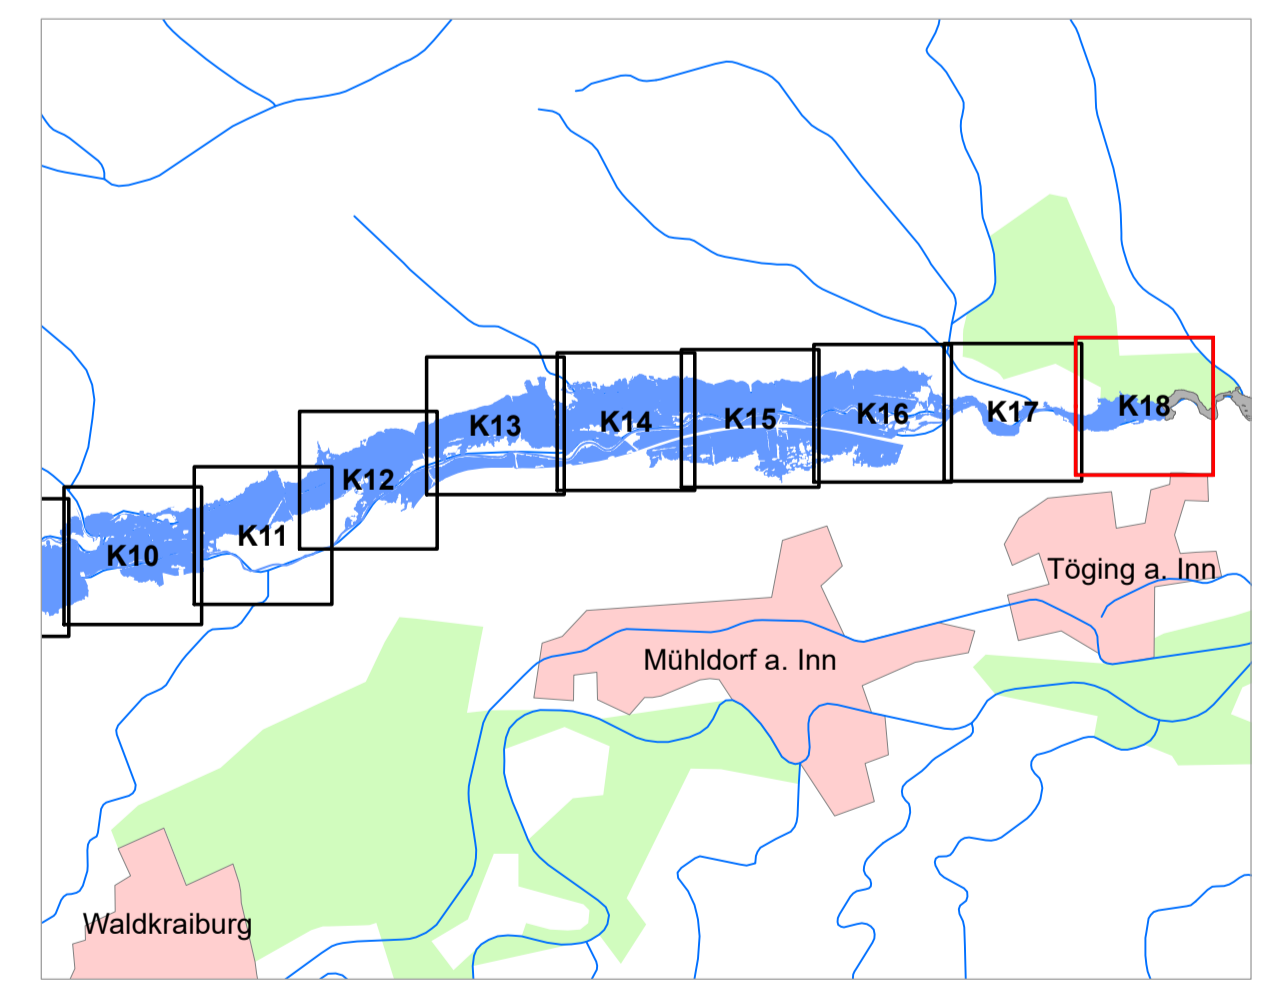 K10
K11
K12
K13
K14
K15
K16
K17
K18
Töging a. Inn
Mühldorf a. Inn
Waldkraiburg